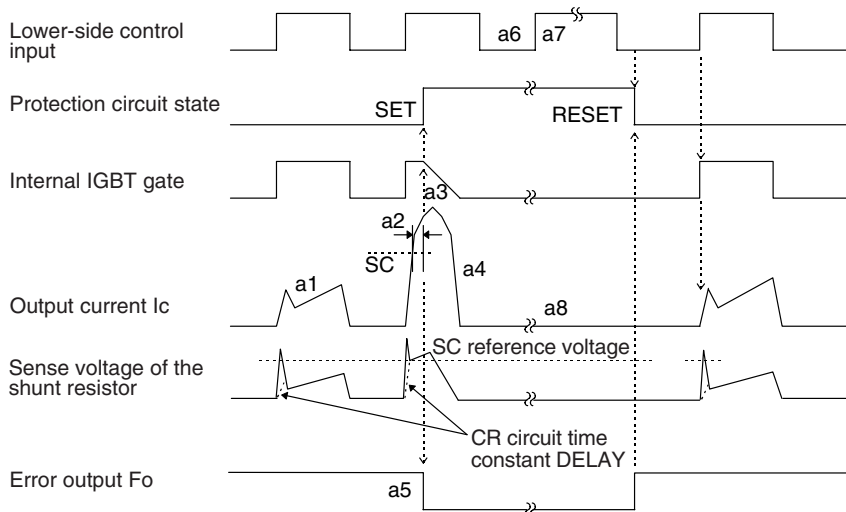 Lower-side control
input
a6
a7
Protection circuit state
SET
RESET
Internal IGBT gate
a3
a2
SC
a4
a1
Output current Ic
a8
SC reference voltage
Sense voltage of the
shunt resistor
CR circuit time
constant DELAY
Error output Fo
a5